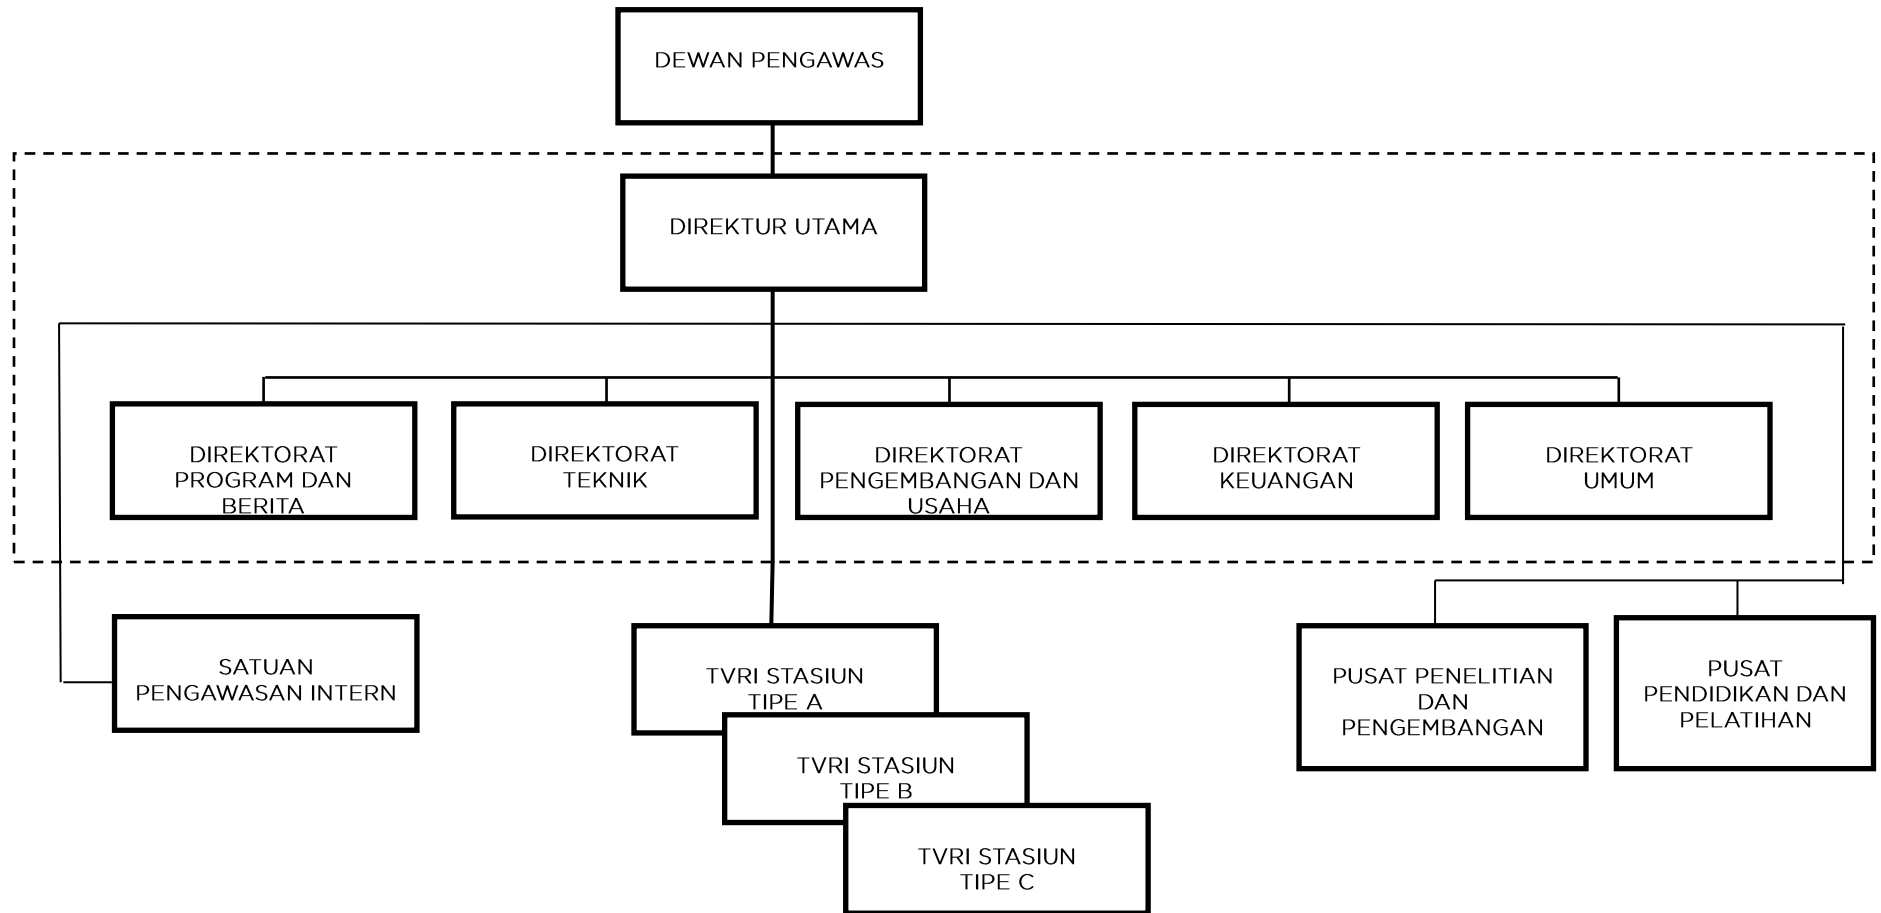 DEWAN PENGAWAS
DIREKTUR UTAMA
DIREKTORAT
PROGRAM DAN
BERITA
DIREKTORAT
TEKNIK
DIREKTORAT
PENGEMBANGAN DAN
USAHA
DIREKTORAT
KEUANGAN
DIREKTORAT
UMUM
SATUAN
PENGAWASAN INTERN
TVRI STASIUN
TIPE A
TVRI STASIUN
TIPE B
TVRI STASIUN
TIPE C
PUSAT PENELITIAN
DAN
PENGEMBANGAN
PUSAT
PENDIDIKAN DAN
PELATIHAN